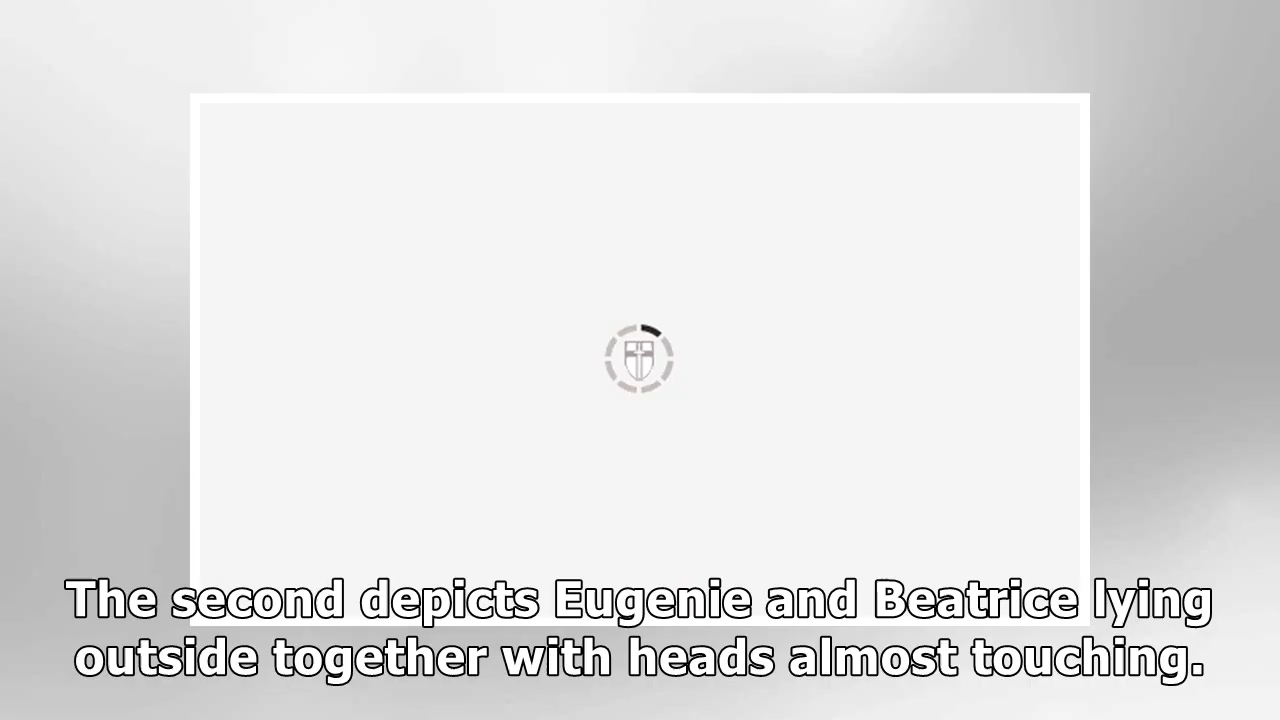 The second depicts Eugenie and Beatrice lying
outside together with heads almost touching.